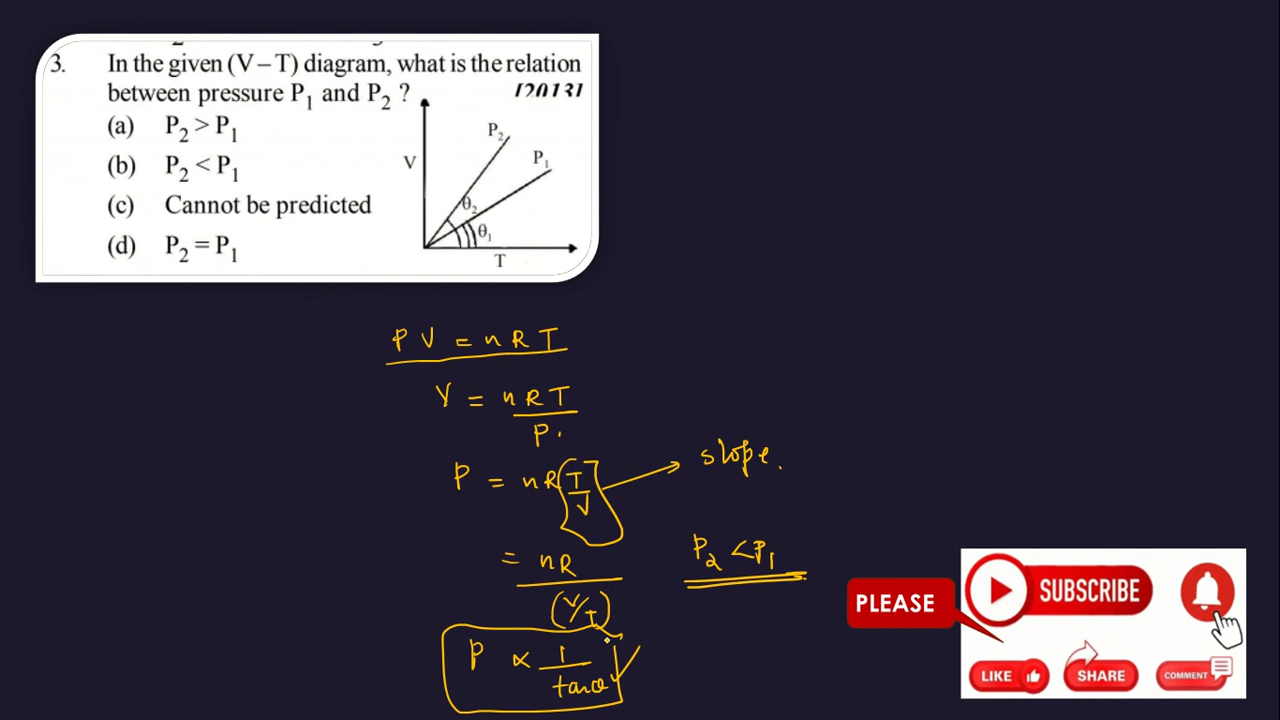 3. In the given (V – T) diagram, what is the relation
between pressure P₁ and P₂ ? [2013]
(a) P₂ > P₁
(b) P₂ < P₁
(c) Cannot be predicted
(d) P₂ = P₁
V
P₂
P₁
θ₂
θ₁
T
PV = nRT
V = nRT
P.
P = nR(T/V)
slope.
= nR
(V/T)
P₂ < P₁
P ∝ 1/tanθ
PLEASE
SUBSCRIBE
LIKE
SHARE
COMMENT